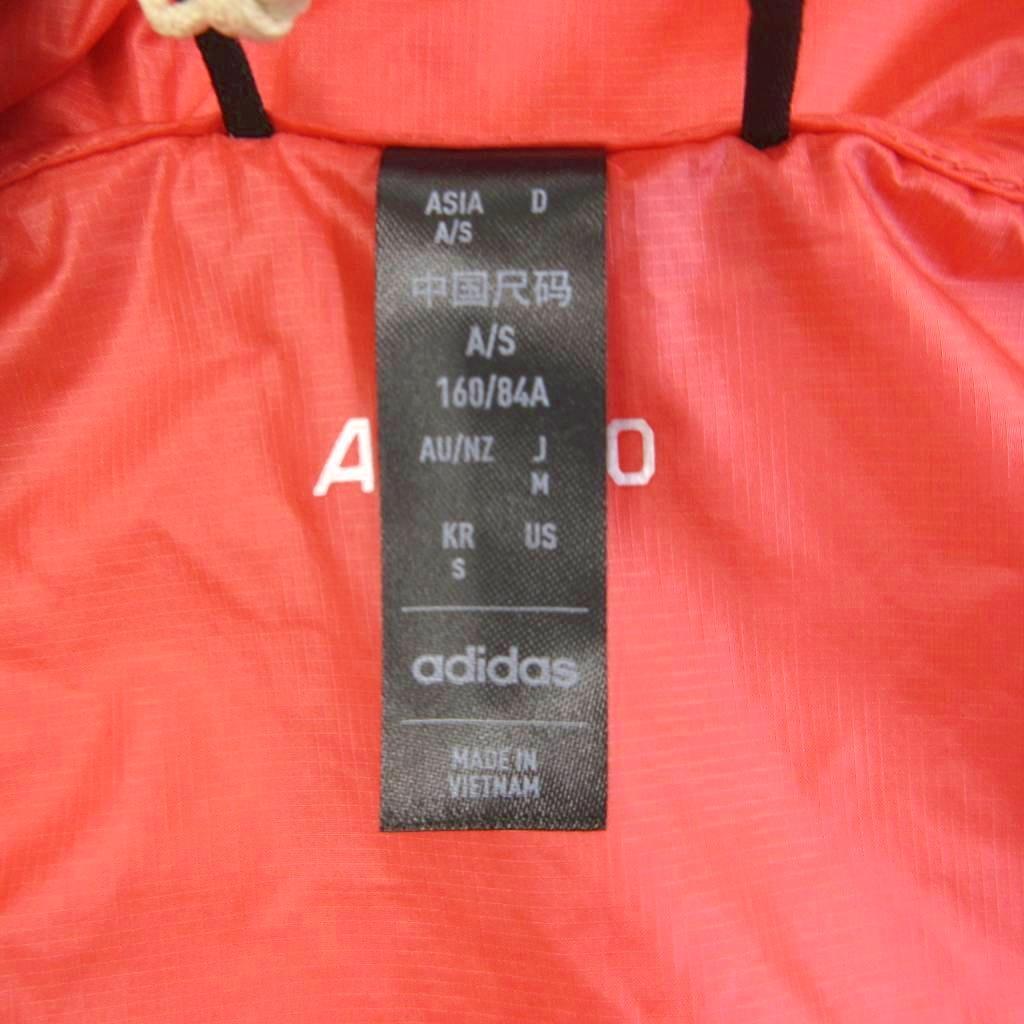 ASIA D
A/S
中国尺码
A/S
160/84A
AU/NZ J
M
KR US
S
adidas
MADE IN
VIETNAM